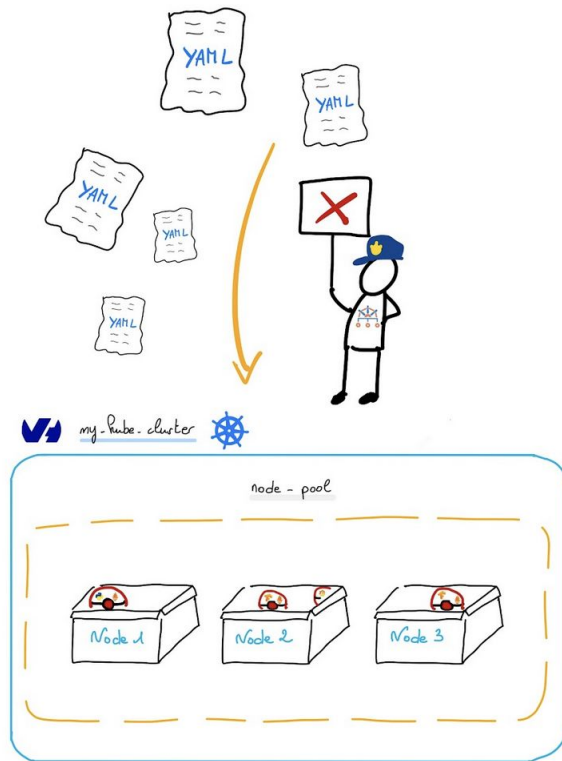 YAML
YAML
YAML
YAML
YAML
my-kube-cluster
node-pool
Node 1
Node 2
Node 3